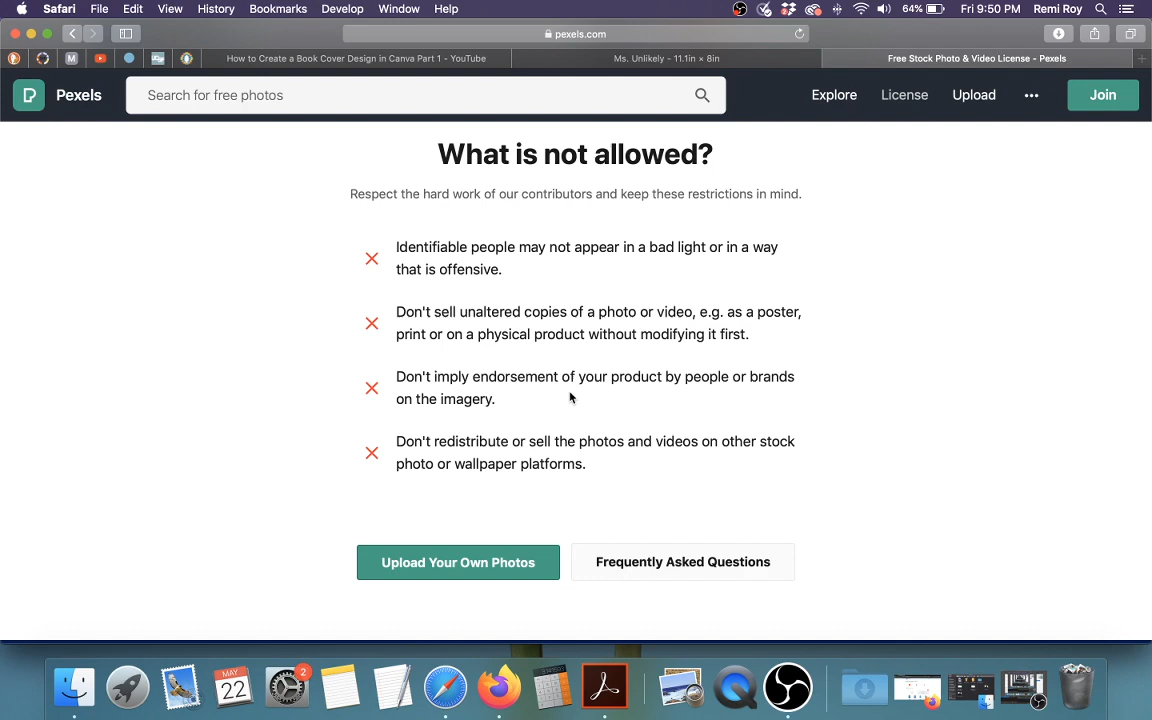 Safari File Edit View History Bookmarks Develop Window Help 64% Fri 9:50 PM Remi Roy
pexels.com
M How to Create a Book Cover Design in Canva Part 1 - YouTube Ms. Unlikely - 11.1in × 8in Free Stock Photo & Video License - Pexels
Pexels Search for free photos Explore License Upload Join
What is not allowed?
Respect the hard work of our contributors and keep these restrictions in mind.
Identifiable people may not appear in a bad light or in a way
that is offensive.
Don't sell unaltered copies of a photo or video, e.g. as a poster,
print or on a physical product without modifying it first.
Don't imply endorsement of your product by people or brands
on the imagery.
Don't redistribute or sell the photos and videos on other stock
photo or wallpaper platforms.
Upload Your Own Photos Frequently Asked Questions
MAY
22
2